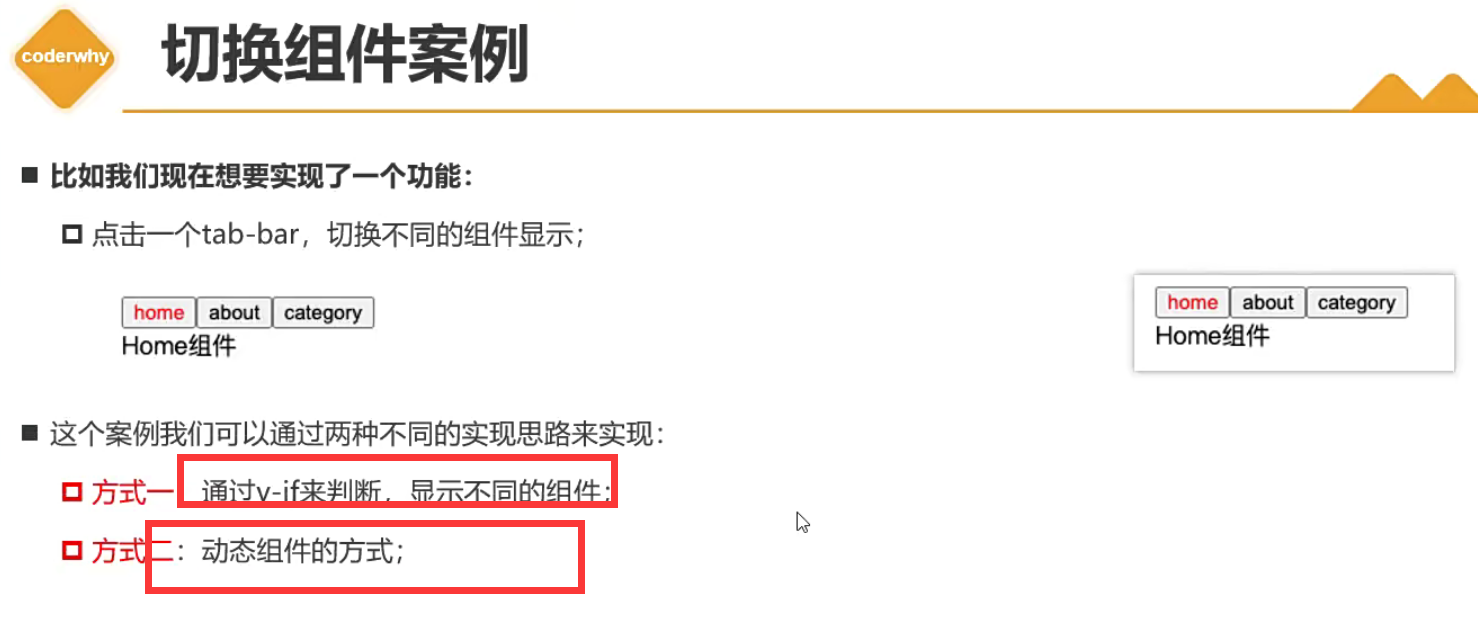 coderwhy
切换组件案例
比如我们现在想要实现了一个功能：
点击一个tab-bar，切换不同的组件显示；
home about category
Home组件
home about category
Home组件
这个案例我们可以通过两种不同的实现思路来实现：
方式一 通过v-if来判断，显示不同的组件；
方式二：动态组件的方式；